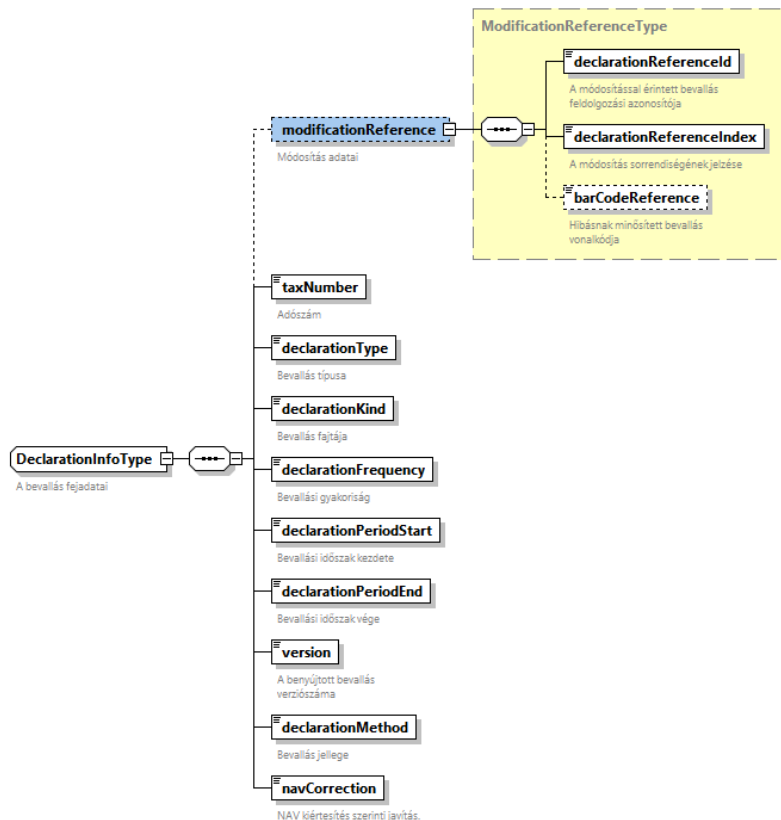 ModificationReferenceType
declarationReferenceId
A módosítással érintett bevallás
feldolgozási azonosítója
modificationReference
Módosítás adatai
declarationReferenceIndex
A módosítás sorrendiségének jelzése
barCodeReference
Hibásnak minősített bevallás
vonalkódja
taxNumber
Adószám
declarationType
Bevallás típusa
declarationKind
Bevallás fajtája
DeclarationInfoType
A bevallás fejadatai
declarationFrequency
Bevallási gyakoriság
declarationPeriodStart
Bevallási időszak kezdete
declarationPeriodEnd
Bevallási időszak vége
version
A benyújtott bevallás
verziószáma
declarationMethod
Bevallás jellege
navCorrection
NAV kiértesítés szerinti javítás.